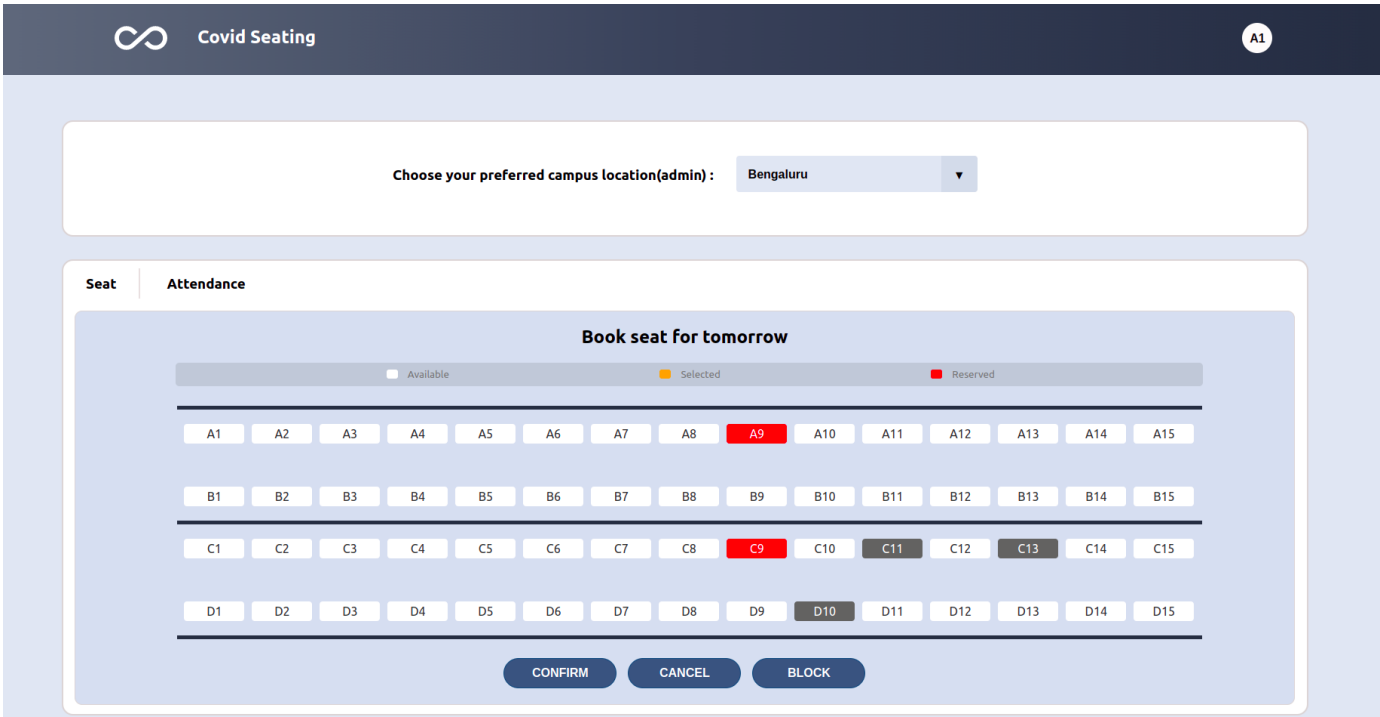 Covid Seating A1
Choose your preferred campus location(admin) : Bengaluru ▼
Seat Attendance
Book seat for tomorrow
Available Selected Reserved
A1 A2 A3 A4 A5 A6 A7 A8 A9 A10 A11 A12 A13 A14 A15
B1 B2 B3 B4 B5 B6 B7 B8 B9 B10 B11 B12 B13 B14 B15
C1 C2 C3 C4 C5 C6 C7 C8 C9 C10 C11 C12 C13 C14 C15
D1 D2 D3 D4 D5 D6 D7 D8 D9 D10 D11 D12 D13 D14 D15
CONFIRM CANCEL BLOCK